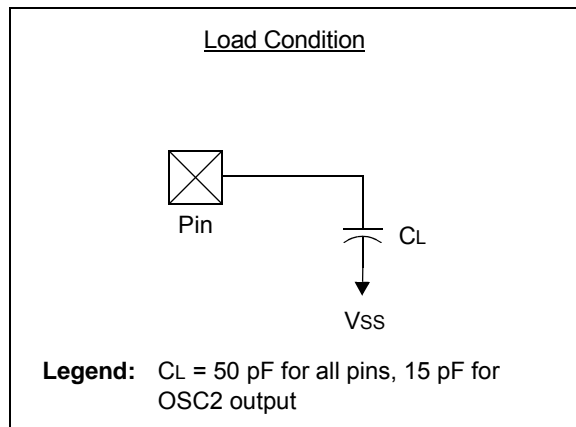 Load Condition
Pin
CL
VSS
Legend: CL = 50 pF for all pins, 15 pF for
OSC2 output